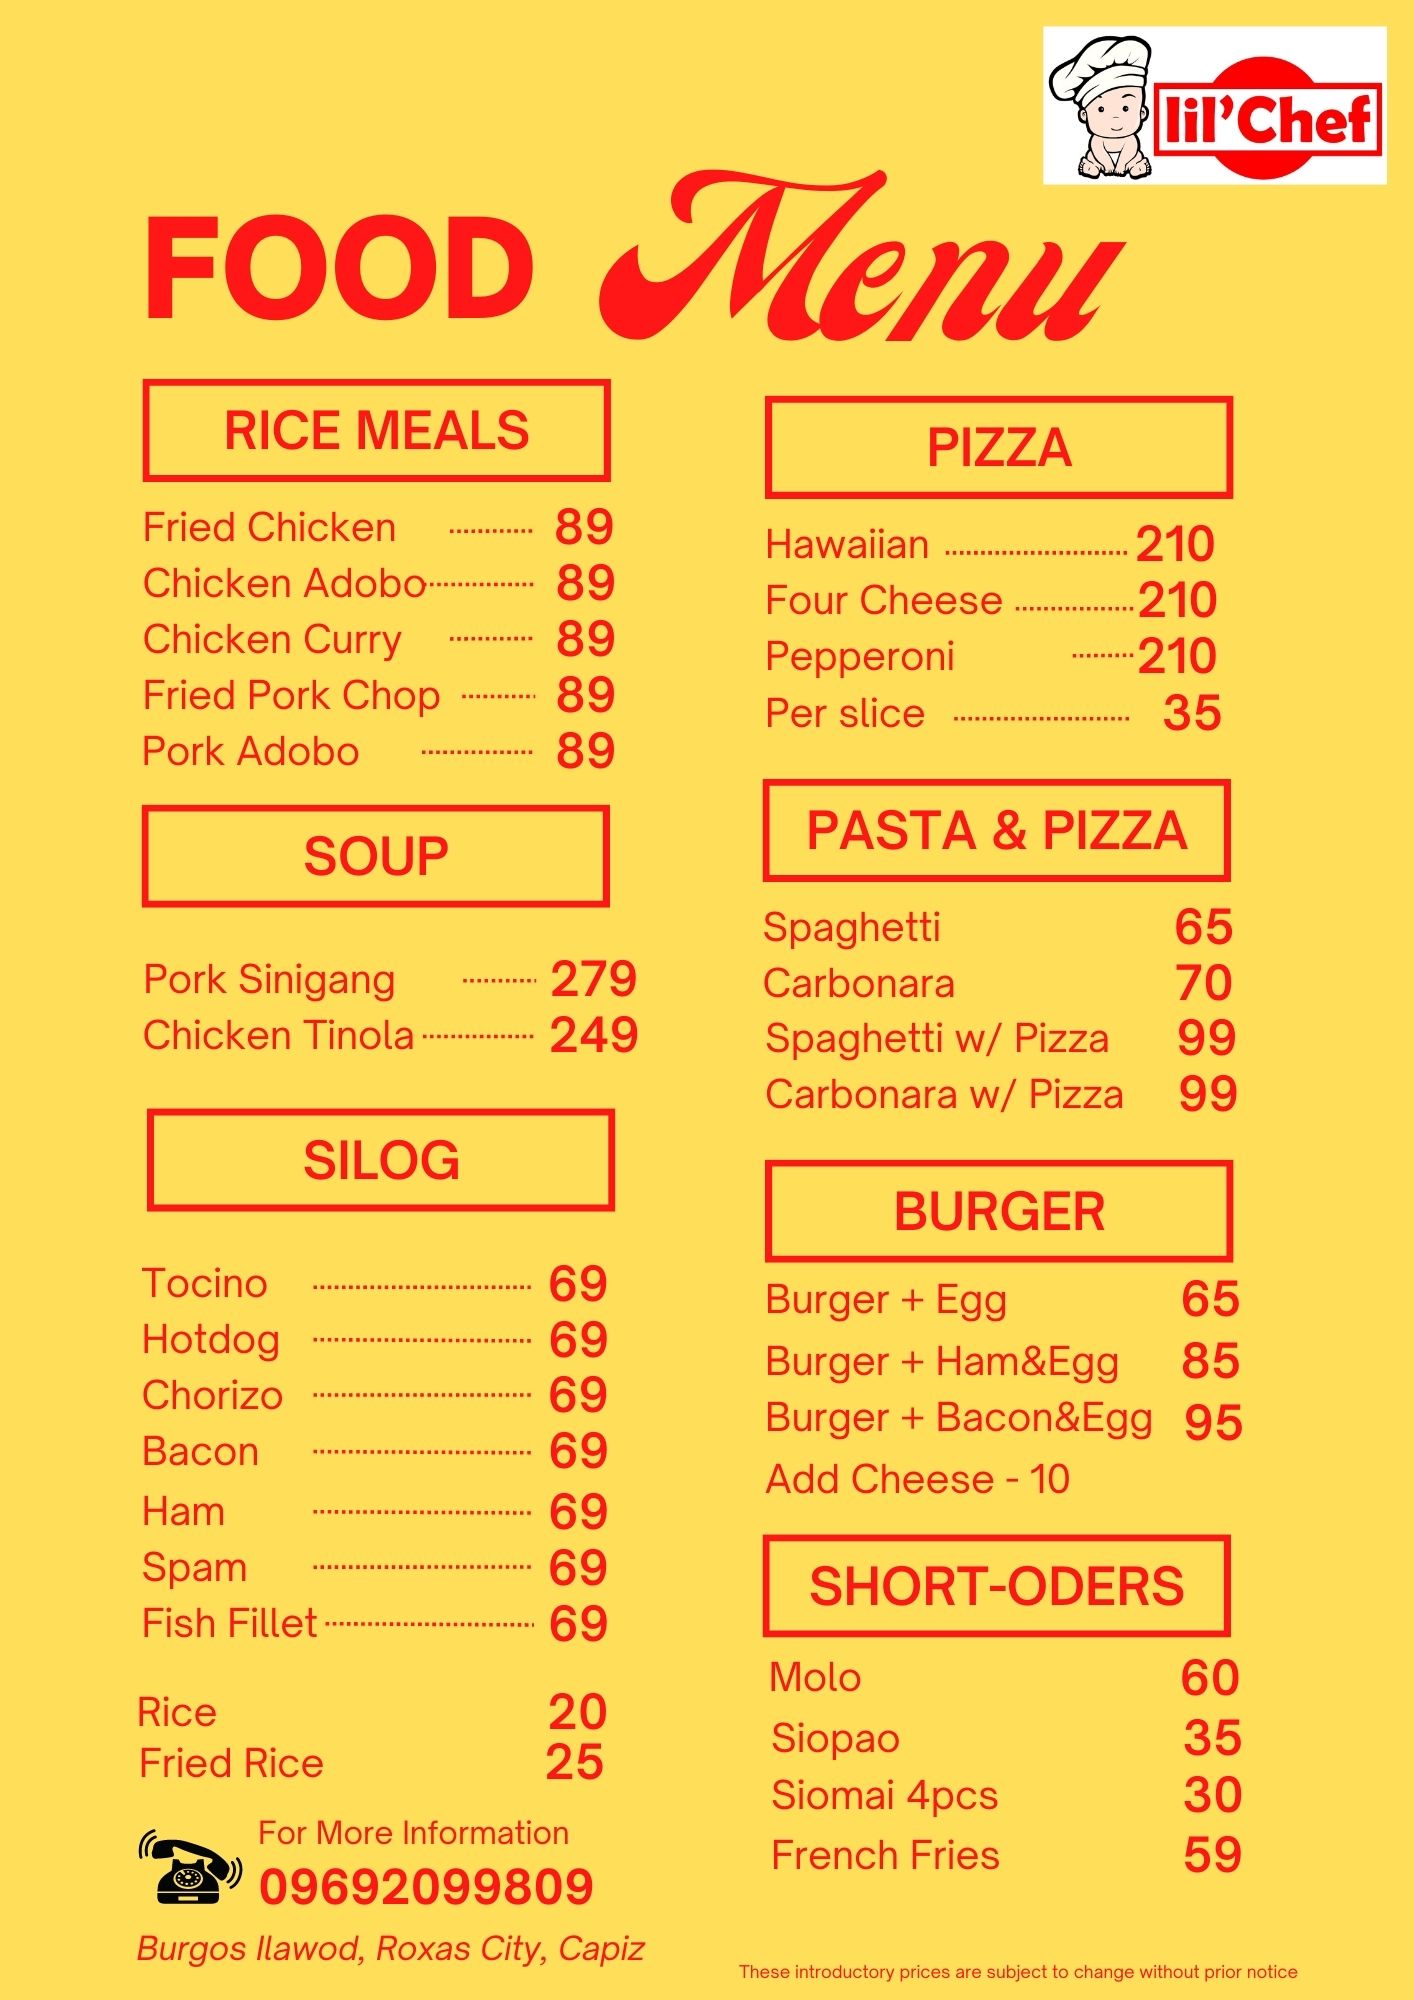 lil'Chef
FOOD Menu
RICE MEALS
Fried Chicken ............ 89
Chicken Adobo ............ 89
Chicken Curry ............ 89
Fried Pork Chop ............ 89
Pork Adobo ............ 89
SOUP
Pork Sinigang ............ 279
Chicken Tinola ............ 249
SILOG
Tocino ............ 69
Hotdog ............ 69
Chorizo ............ 69
Bacon ............ 69
Ham ............ 69
Spam ............ 69
Fish Fillet ............ 69
Rice 20
Fried Rice 25
For More Information
09692099809
Burgos Ilawod, Roxas City, Capiz
PIZZA
Hawaiian ............ 210
Four Cheese ............ 210
Pepperoni ............ 210
Per slice ............ 35
PASTA & PIZZA
Spaghetti 65
Carbonara 70
Spaghetti w/ Pizza 99
Carbonara w/ Pizza 99
BURGER
Burger + Egg 65
Burger + Ham&Egg 85
Burger + Bacon&Egg 95
Add Cheese - 10
SHORT-ODERS
Molo 60
Siopao 35
Siomai 4pcs 30
French Fries 59
These introductory prices are subject to change without prior notice